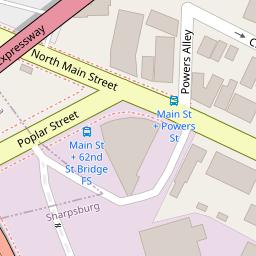 Expressway
North Main Street
Powers Alley
C
Poplar Street
Main St
+ Powers
St
Main St
+ 62nd
St Bridge
FS
Sharpsburg